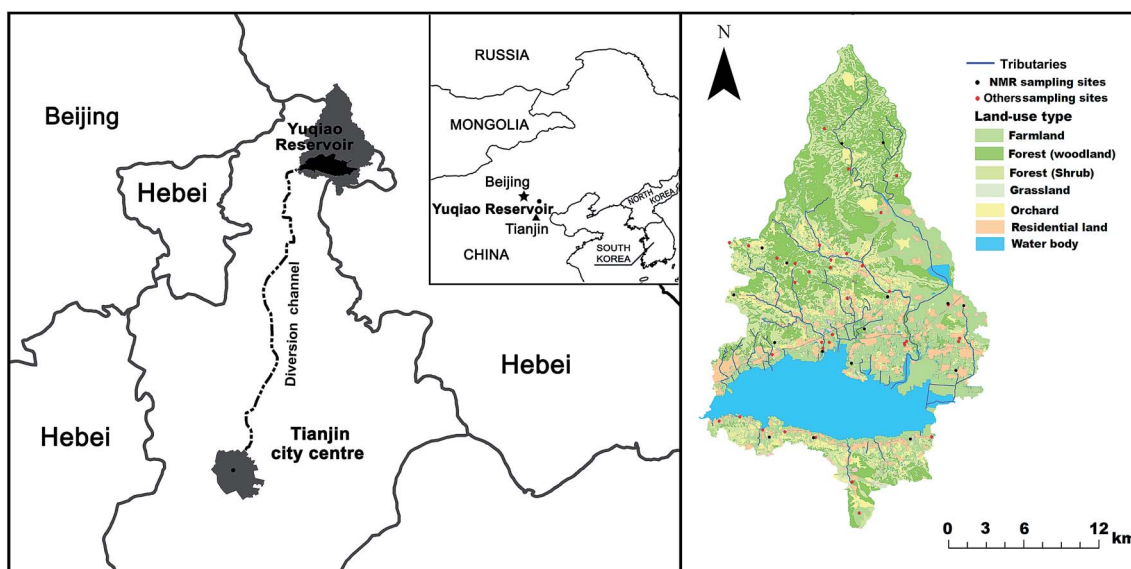 Beijing
Yuqiao
Reservoir
Hebei
Diversion channel
Hebei
Hebei
Tianjin
city centre
RUSSIA
MONGOLIA
Beijing
Yuqiao Reservoir
Tianjin
CHINA
NORTH
KOREA
SOUTH
KOREA
N
Tributaries
NMR sampling sites
Otherssampling sites
Land-use type
Farmland
Forest (woodland)
Forest (Shrub)
Grassland
Orchard
Residential land
Water body
0 3 6 12
km